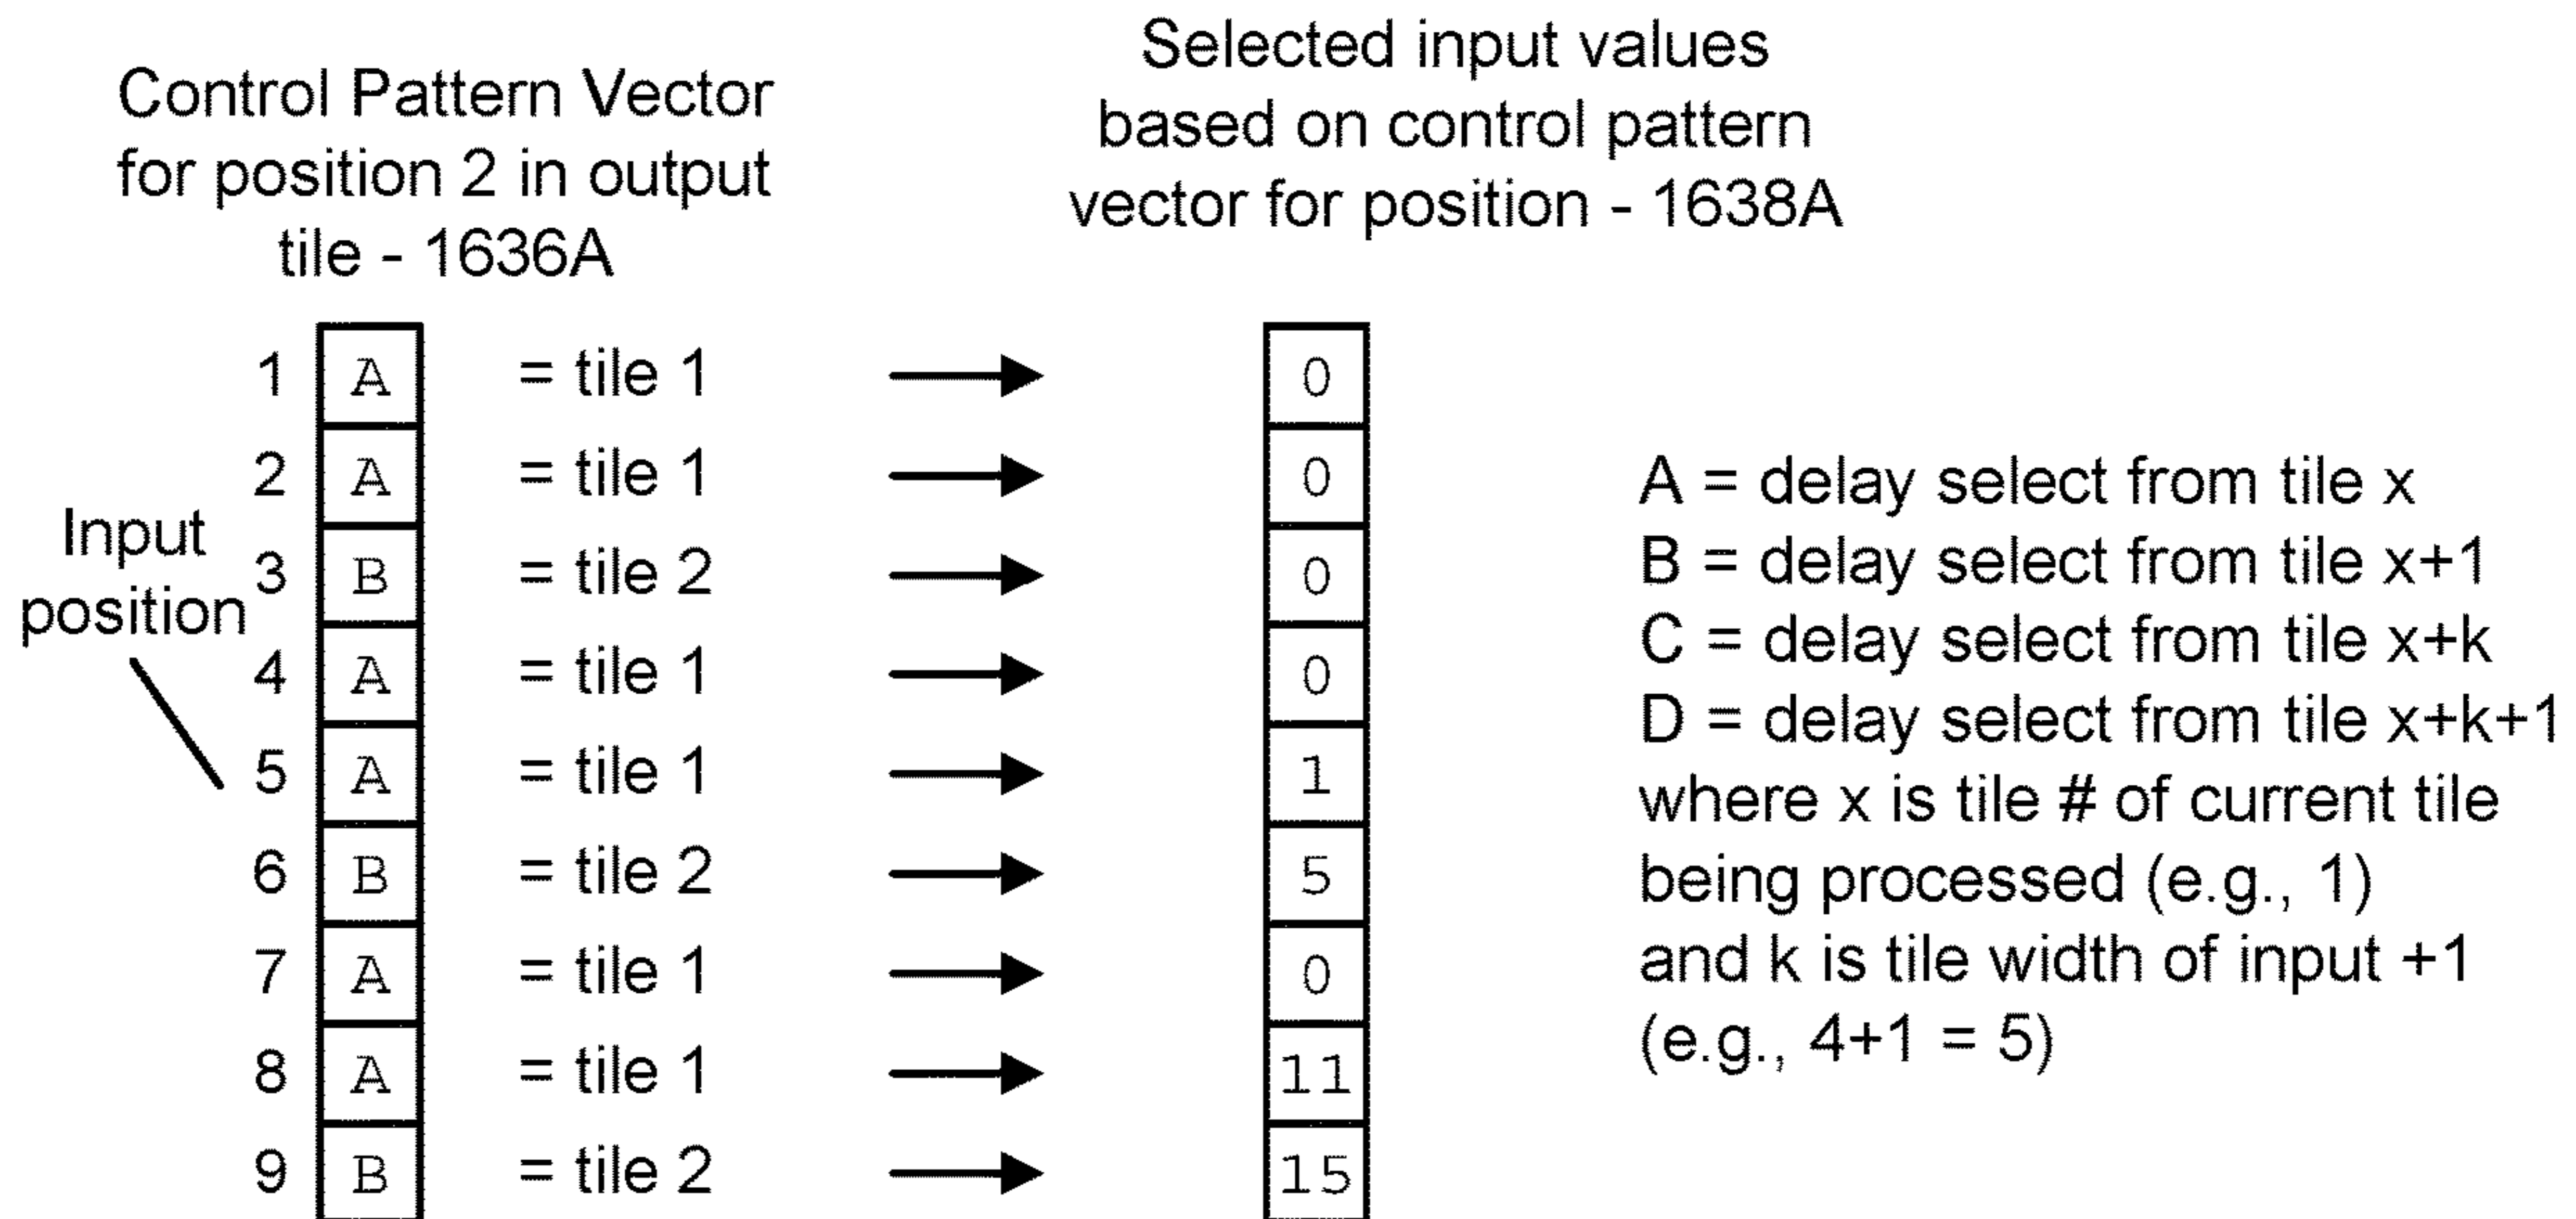 Control Pattern Vector
for position 2 in output
tile - 1636A
Selected input values
based on control pattern
vector for position - 1638A
Input
position
1 A = tile 1 0
2 A = tile 1 0
3 B = tile 2 0
4 A = tile 1 0
5 A = tile 1 1
6 B = tile 2 5
7 A = tile 1 0
8 A = tile 1 11
9 B = tile 2 15
A = delay select from tile x
B = delay select from tile x+1
C = delay select from tile x+k
D = delay select from tile x+k+1
where x is tile # of current tile
being processed (e.g., 1)
and k is tile width of input +1
(e.g., 4+1 = 5)